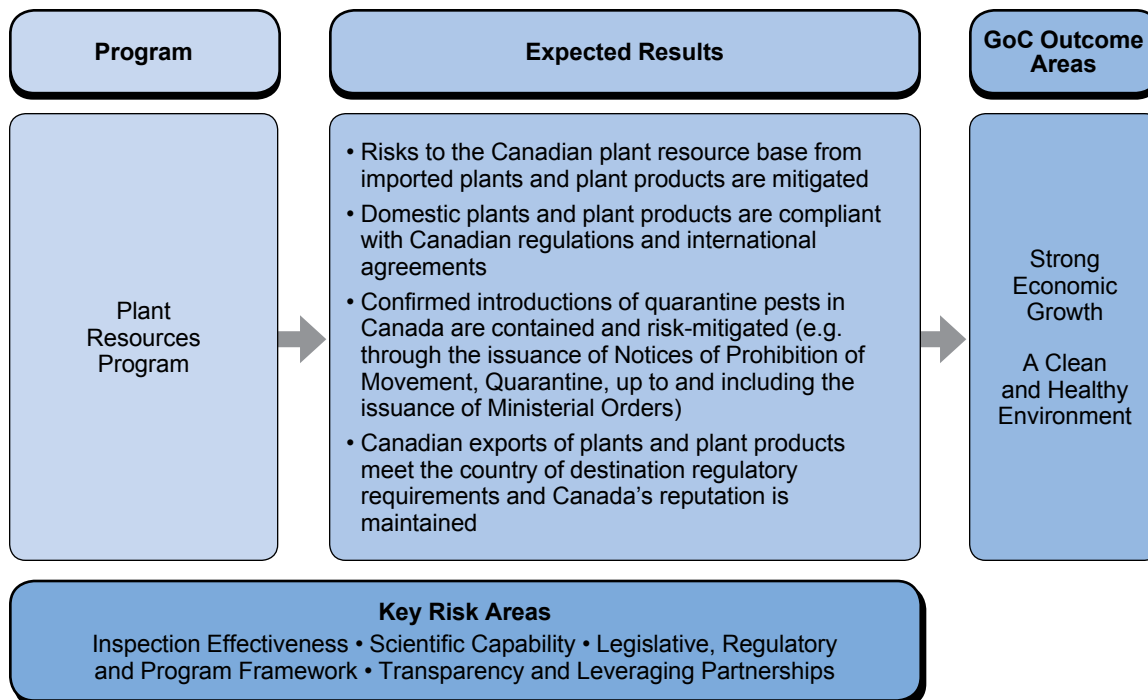 Program
Expected Results
GoC Outcome
Areas
Plant
Resources
Program
• Risks to the Canadian plant resource base from
imported plants and plant products are mitigated
• Domestic plants and plant products are compliant
with Canadian regulations and international
agreements
• Confirmed introductions of quarantine pests in
Canada are contained and risk-mitigated (e.g.
through the issuance of Notices of Prohibition of
Movement, Quarantine, up to and including the
issuance of Ministerial Orders)
• Canadian exports of plants and plant products
meet the country of destination regulatory
requirements and Canada’s reputation is
maintained
Strong
Economic
Growth
A Clean
and Healthy
Environment
Key Risk Areas
Inspection Effectiveness • Scientific Capability • Legislative, Regulatory
and Program Framework • Transparency and Leveraging Partnerships